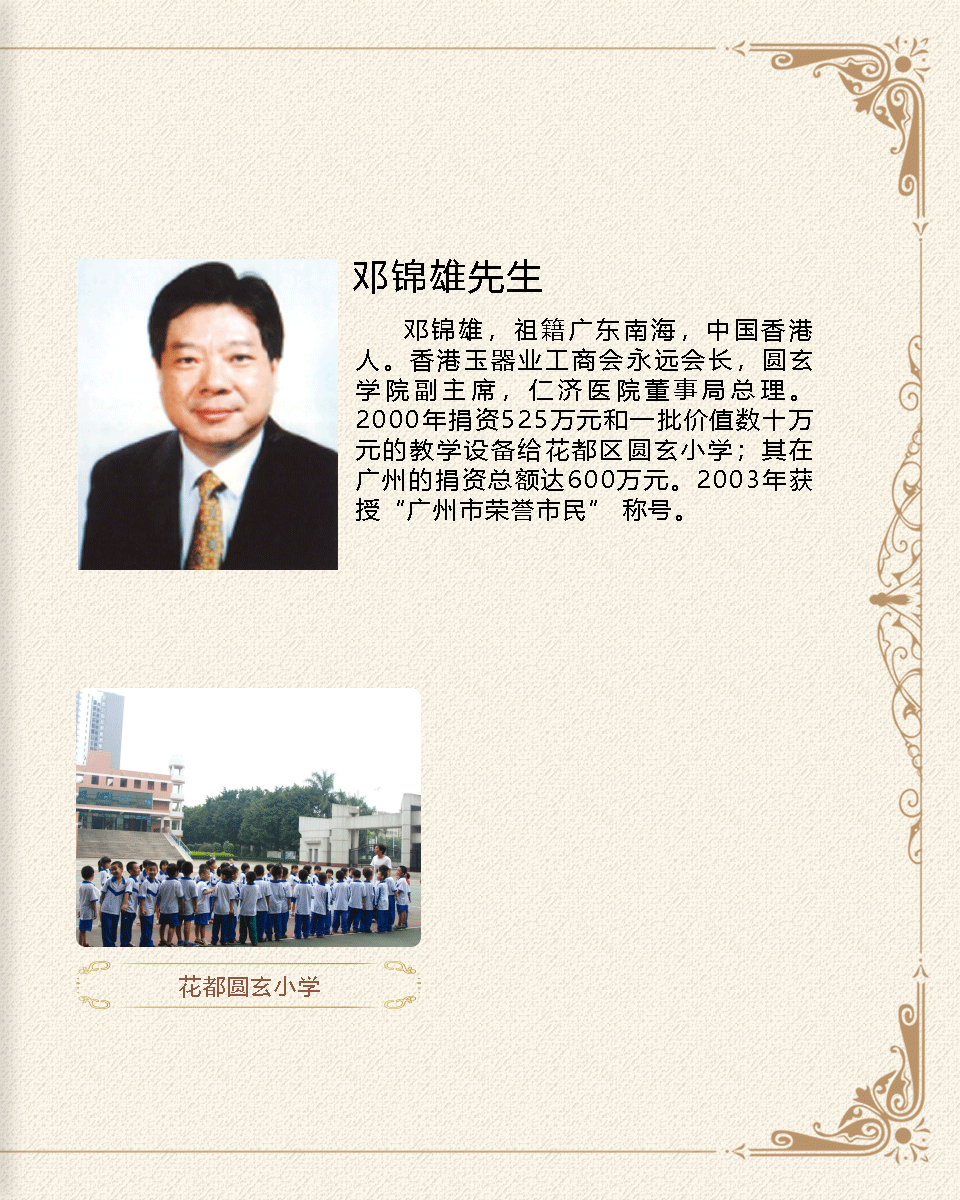 邓锦雄先生
邓锦雄，祖籍广东南海，中国香港
人。香港玉器业工商会永远会长，圆玄
学院副主席，仁济医院董事局总理。
2000年捐资525万元和一批价值数十万
元的教学设备给花都区圆玄小学；其在
广州的捐资总额达600万元。2003年获
授“广州市荣誉市民” 称号。
花都圆玄小学